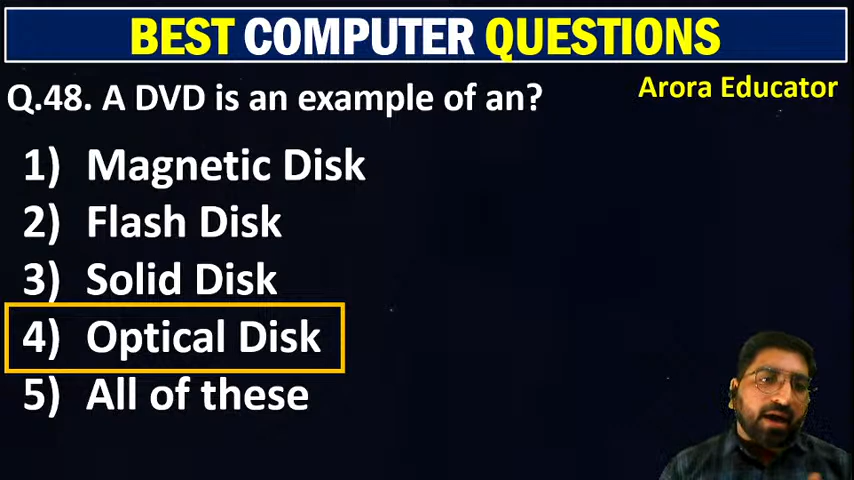 BEST COMPUTER QUESTIONS
Q.48. A DVD is an example of an?
Arora Educator
1) Magnetic Disk
2) Flash Disk
3) Solid Disk
4) Optical Disk
5) All of these